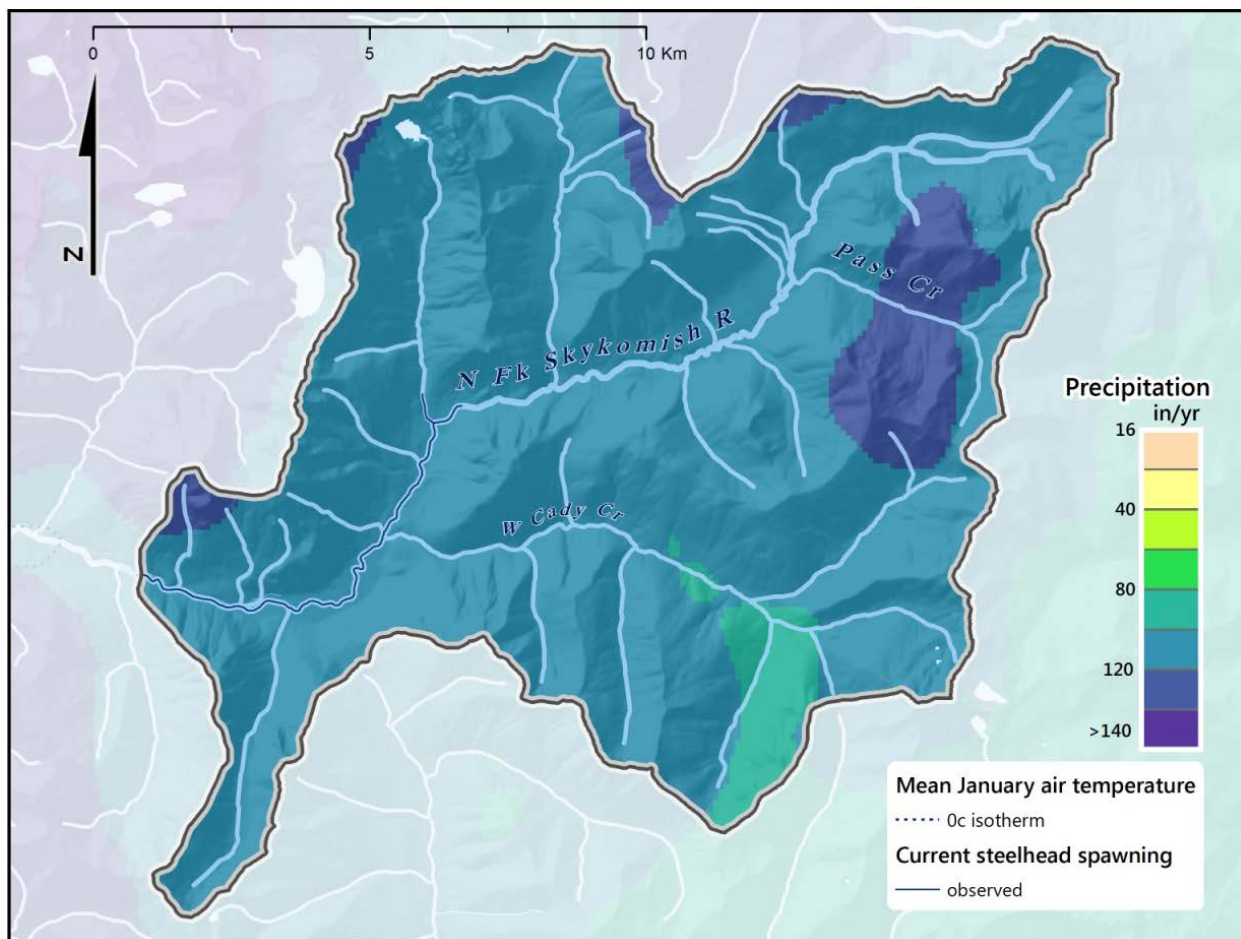 0 5 10 Km
N
Pass Cr
N Fk Skykomish R
W Cady Cr
Precipitation
in/yr
16
40
80
120
>140
Mean January air temperature
0c isotherm
Current steelhead spawning
observed